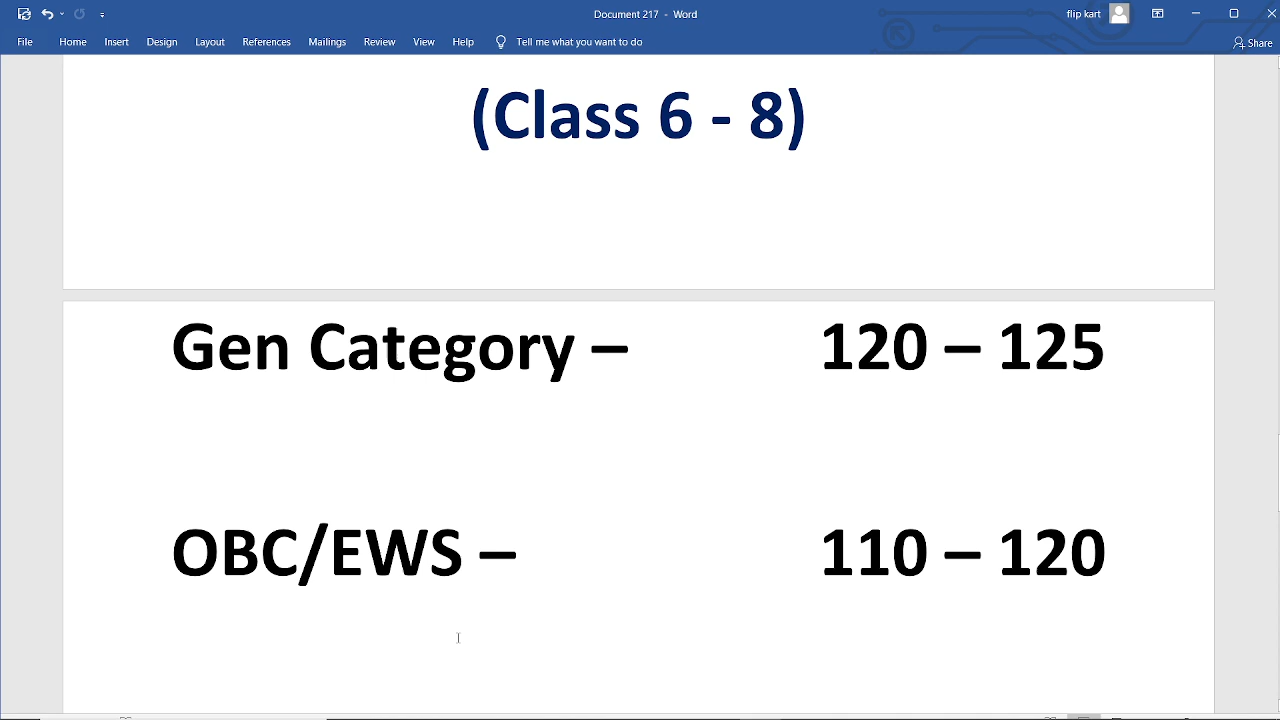 Document 217 - Word
flip kart
File Home Insert Design Layout References Mailings Review View Help Tell me what you want to do
Share
(Class 6 - 8)
Gen Category – 120 – 125
OBC/EWS – 110 – 120